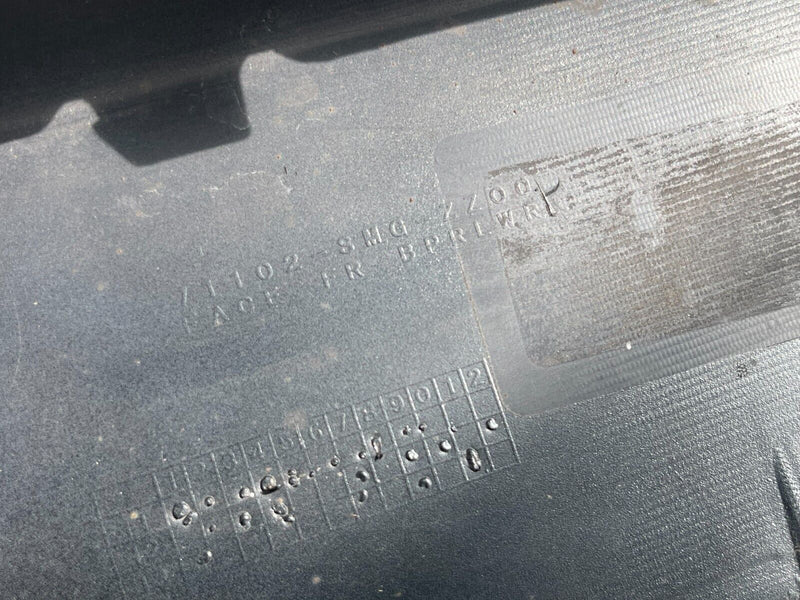 71102-SMG-ZZ00
FACE FR BPR LWR
1 2 3 4 5 6 7 8 9 0 1 2